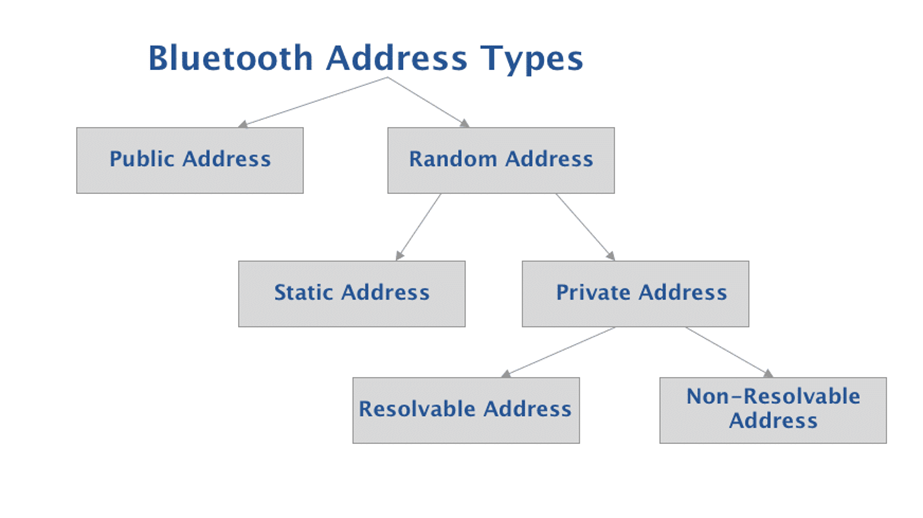 Bluetooth Address Types
Public Address
Random Address
Static Address
Private Address
Resolvable Address
Non-Resolvable
Address